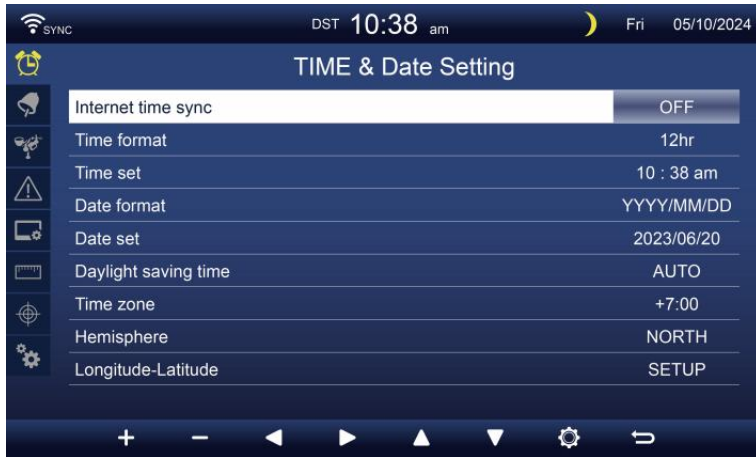 SYNC DST 10:38 am Fri 05/10/2024
TIME & Date Setting
Internet time sync OFF
Time format 12hr
Time set 10 : 38 am
Date format YYYY/MM/DD
Date set 2023/06/20
Daylight saving time AUTO
Time zone +7:00
Hemisphere NORTH
Longitude-Latitude SETUP